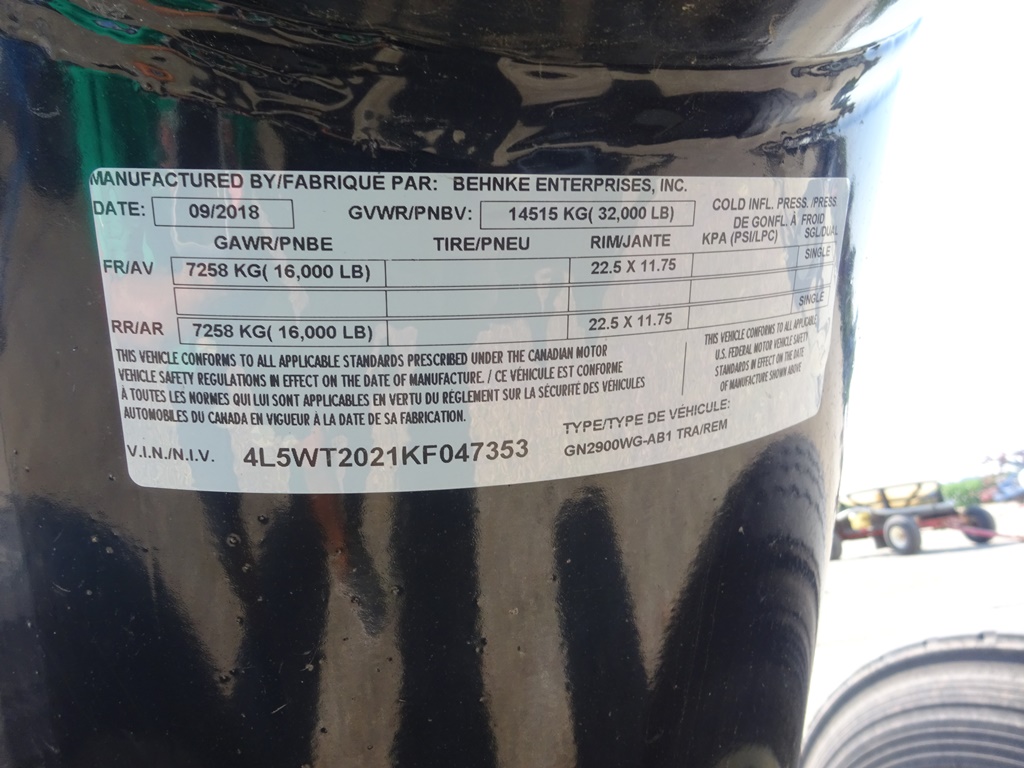 MANUFACTURED BY/FABRIQUE PAR: BEHNKE ENTERPRISES, INC.
DATE: 09/2018 GVWR/PNBV: 14515 KG( 32,000 LB) COLD INFL. PRESS. /PRESS
DE GONFL. À FROID
GAWR/PNBE TIRE/PNEU RIM/JANTE KPA (PSI/LPC) SGL/DUAL
FR/AV 7258 KG( 16,000 LB) 22.5 X 11.75 SINGLE
SINGLE
RR/AR 7258 KG( 16,000 LB) 22.5 X 11.75
THIS VEHICLE CONFORMS TO ALL APPLICABLE STANDARDS PRESCRIBED UNDER THE CANADIAN MOTOR
VEHICLE SAFETY REGULATIONS IN EFFECT ON THE DATE OF MANUFACTURE. / CE VÉHICULE EST CONFORME
À TOUTES LES NORMES QUI LUI SONT APPLICABLES EN VERTU DU RÉGLEMENT SUR LA SÉCURITÉ DES VÉHICULES
AUTOMOBILES DU CANADA EN VIGUEUR À LA DATE DE SA FABRICATION.
THIS VEHICLE CONFORMS TO ALL APPLICABLE
U.S. FEDERAL MOTOR VEHICLE SAFETY
STANDARDS IN EFFECT ON THE DATE
OF MANUFACTURE SHOWN ABOVE
V.I.N./N.I.V. 4L5WT2021KF047353
TYPE/TYPE DE VÉHICULE:
GN2900WG-AB1 TRA/REM